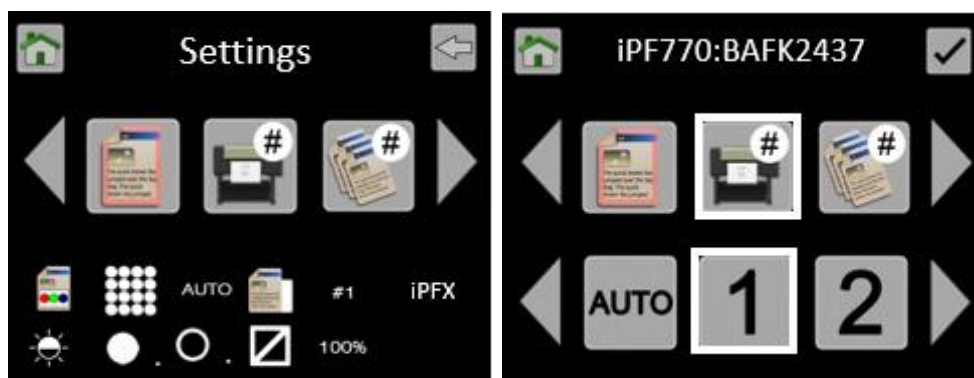 Settings
# #
AUTO #1 iPFX
100%
iPF770:BAFK2437
# #
AUTO 1 2